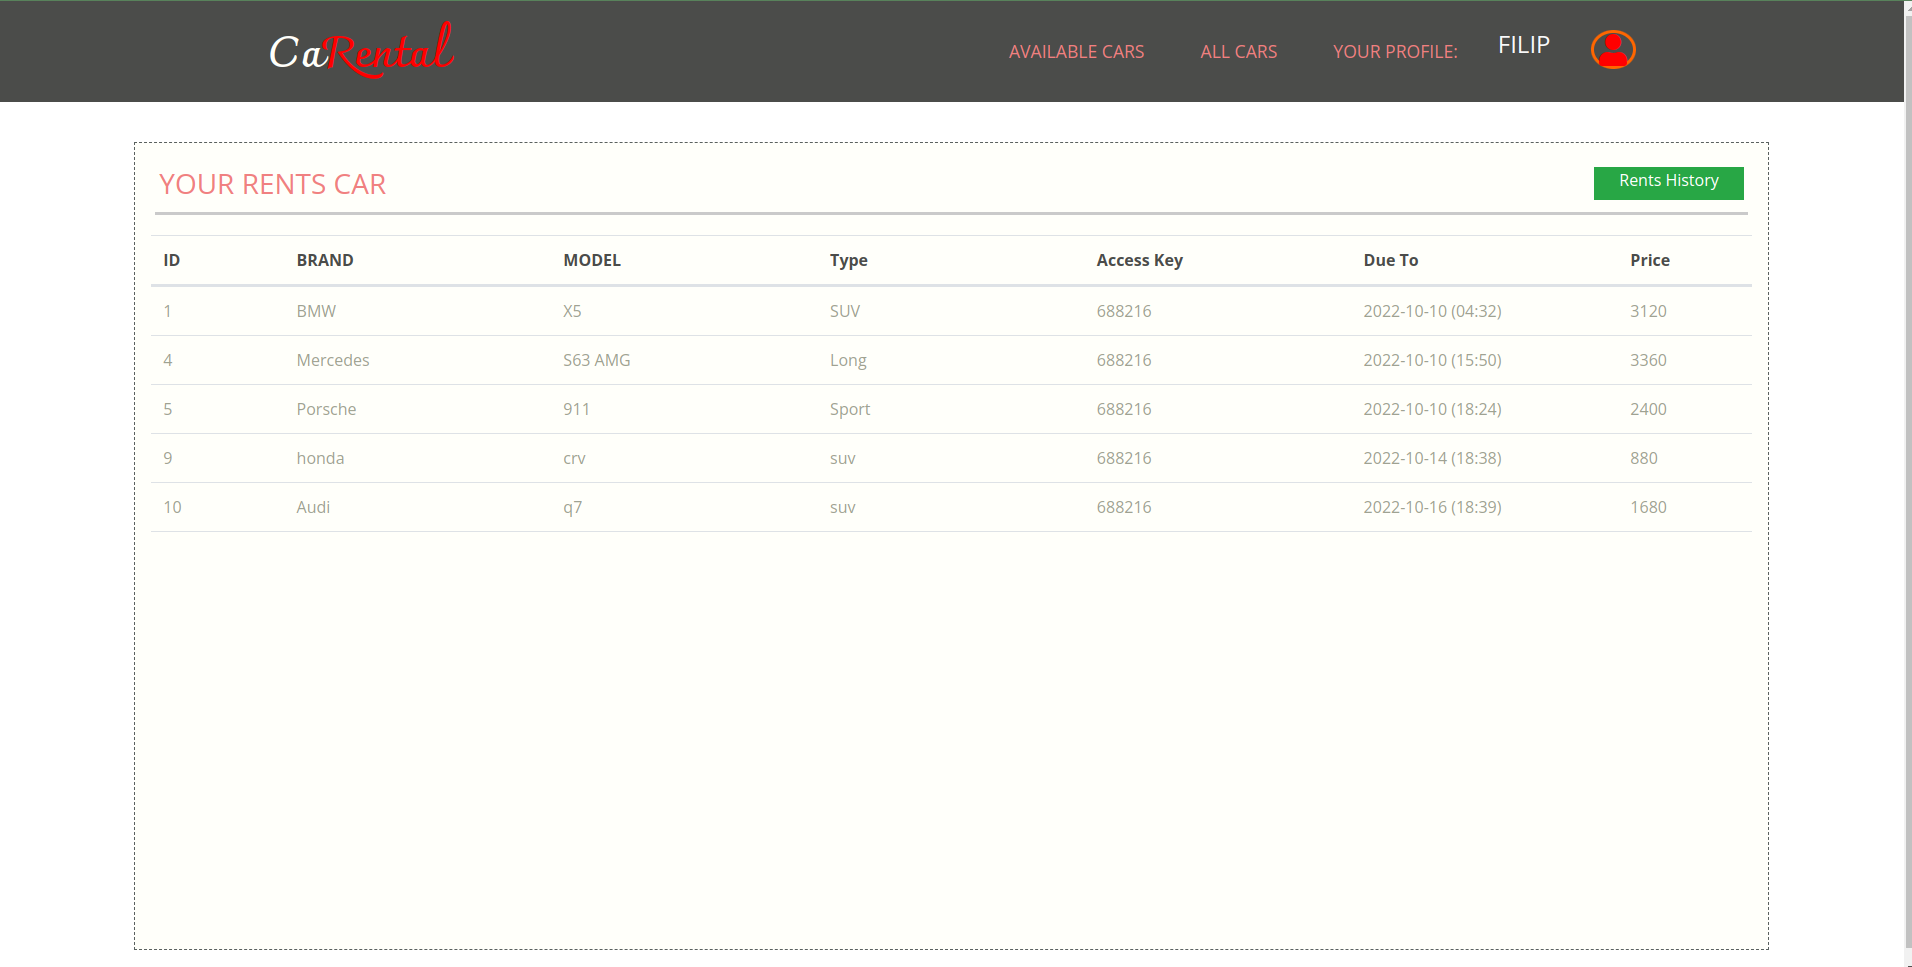 CaRental AVAILABLE CARS ALL CARS YOUR PROFILE: FILIP
YOUR RENTS CAR Rents History
ID BRAND MODEL Type Access Key Due To Price
1 BMW X5 SUV 688216 2022-10-10 (04:32) 3120
4 Mercedes S63 AMG Long 688216 2022-10-10 (15:50) 3360
5 Porsche 911 Sport 688216 2022-10-10 (18:24) 2400
9 honda crv suv 688216 2022-10-14 (18:38) 880
10 Audi q7 suv 688216 2022-10-16 (18:39) 1680